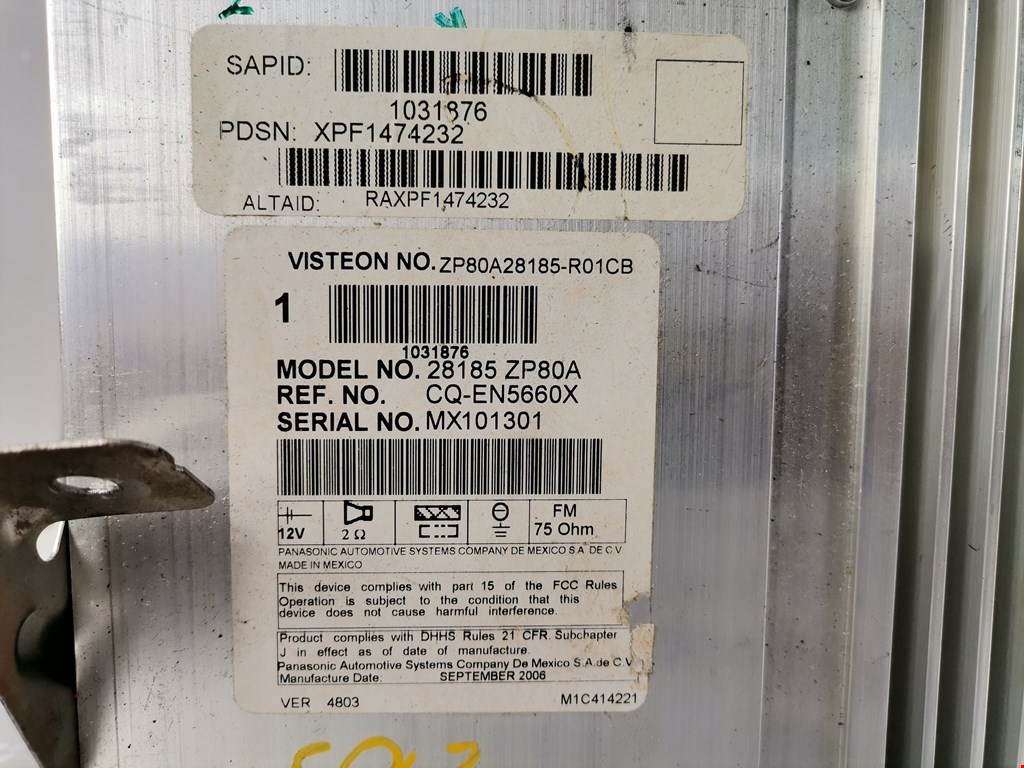 SAPID:
1031876
PDSN: XPF1474232
ALTAID: RAXPF1474232
VISTEON NO. ZP80A28185-R01CB
1
1031876
MODEL NO. 28185 ZP80A
REF. NO. CQ-EN5660X
SERIAL NO. MX101301
12V 2 Ω FM
75 Ohm
PANASONIC AUTOMOTIVE SYSTEMS COMPANY DE MEXICO S.A. DE C.V
MADE IN MEXICO
This device complies with part 15 of the FCC Rules
Operation is subject to the condition that this
device does not cause harmful interference.
Product complies with DHHS Rules 21 CFR. Subchapter
J in effect as of date of manufacture.
Panasonic Automotive Systems Company De Mexico S.A.de C.V
Manufacture Date: SEPTEMBER 2006
VER 4803 M1C414221